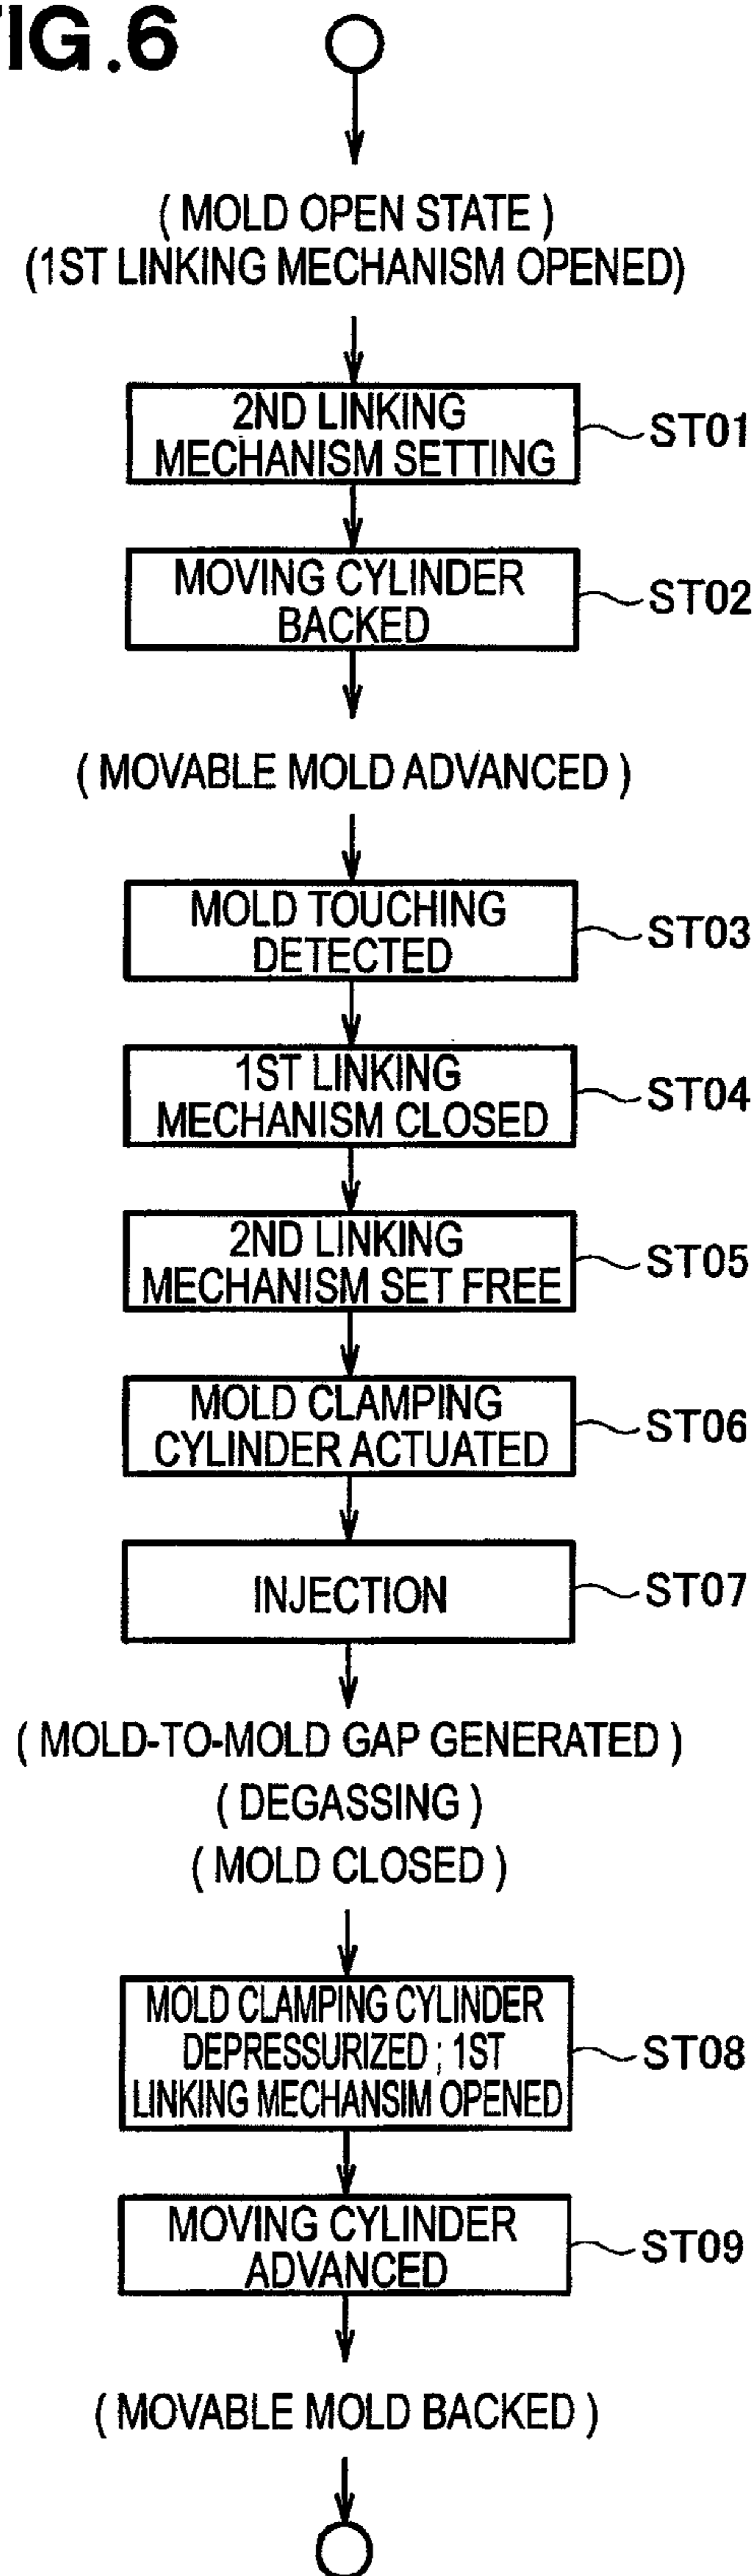 FIG.6
( MOLD OPEN STATE )
(1ST LINKING MECHANISM OPENED)
2ND LINKING
MECHANISM SETTING
ST01
MOVING CYLINDER
BACKED
ST02
( MOVABLE MOLD ADVANCED )
MOLD TOUCHING
DETECTED
ST03
1ST LINKING
MECHANISM CLOSED
ST04
2ND LINKING
MECHANISM SET FREE
ST05
MOLD CLAMPING
CYLINDER ACTUATED
ST06
INJECTION
ST07
( MOLD-TO-MOLD GAP GENERATED )
( DEGASSING )
( MOLD CLOSED )
MOLD CLAMPING CYLINDER
DEPRESSURIZED ; 1ST
LINKING MECHANSIM OPENED
ST08
MOVING CYLINDER
ADVANCED
ST09
( MOVABLE MOLD BACKED )